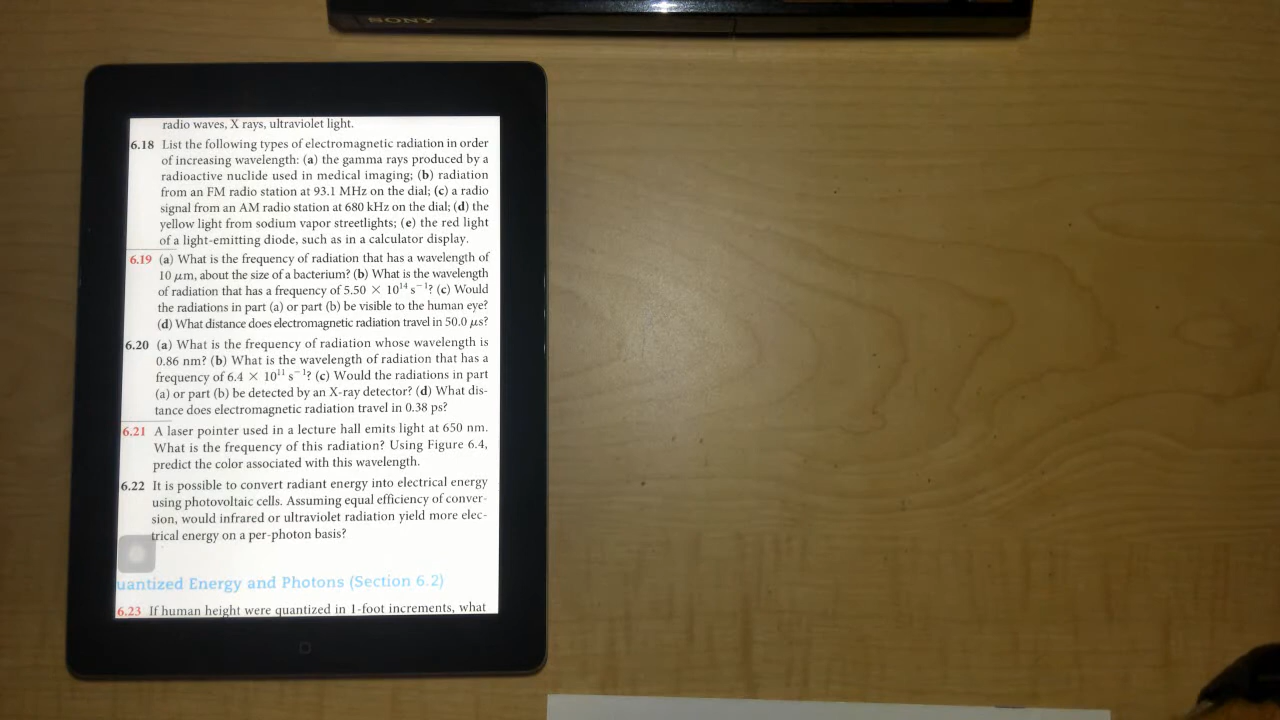 SONY
radio waves, X rays, ultraviolet light.
6.18 List the following types of electromagnetic radiation in order
of increasing wavelength: (a) the gamma rays produced by a
radioactive nuclide used in medical imaging; (b) radiation
from an FM radio station at 93.1 MHz on the dial; (c) a radio
signal from an AM radio station at 680 kHz on the dial; (d) the
yellow light from sodium vapor streetlights; (e) the red light
of a light-emitting diode, such as in a calculator display.
6.19 (a) What is the frequency of radiation that has a wavelength of
10 μm, about the size of a bacterium? (b) What is the wavelength
of radiation that has a frequency of 5.50 × 10¹⁴ s⁻¹? (c) Would
the radiations in part (a) or part (b) be visible to the human eye?
(d) What distance does electromagnetic radiation travel in 50.0 μs?
6.20 (a) What is the frequency of radiation whose wavelength is
0.86 nm? (b) What is the wavelength of radiation that has a
frequency of 6.4 × 10¹¹ s⁻¹? (c) Would the radiations in part
(a) or part (b) be detected by an X-ray detector? (d) What dis-
tance does electromagnetic radiation travel in 0.38 ps?
6.21 A laser pointer used in a lecture hall emits light at 650 nm.
What is the frequency of this radiation? Using Figure 6.4,
predict the color associated with this wavelength.
6.22 It is possible to convert radiant energy into electrical energy
using photovoltaic cells. Assuming equal efficiency of conver-
sion, would infrared or ultraviolet radiation yield more elec-
trical energy on a per-photon basis?
uantized Energy and Photons (Section 6.2)
6.23 If human height were quantized in 1-foot increments, what